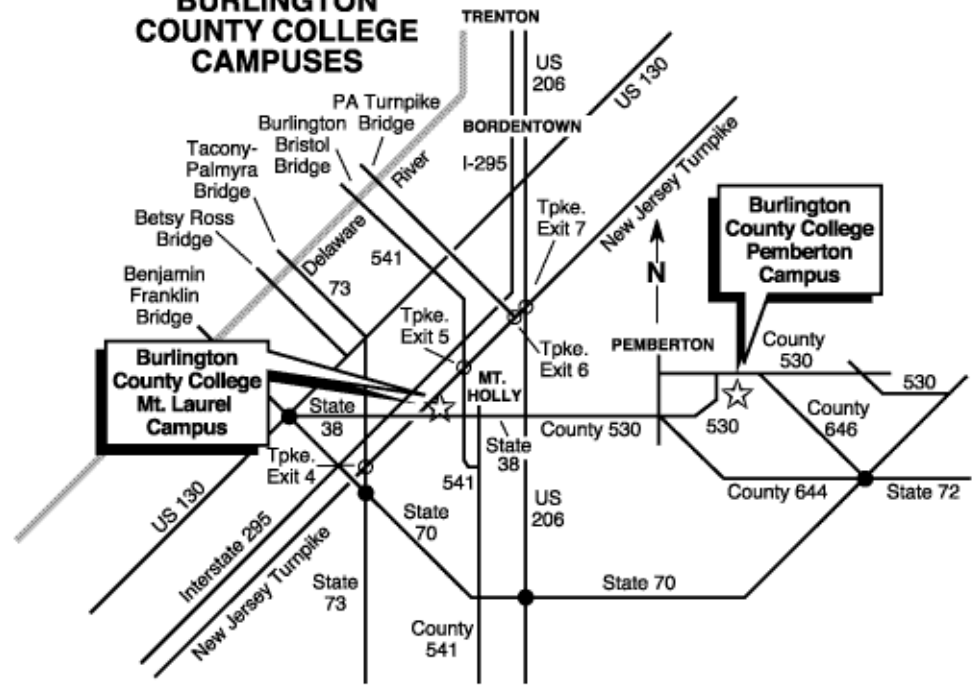 BURLINGTON
COUNTY COLLEGE
CAMPUSES
TRENTON
US
206
US 130
PA Turnpike
Bridge
Burlington
Bristol
Bridge
BORDENTOWN
Tacony-
Palmyra
Bridge
River
I-295
New Jersey Turnpike
Betsy Ross
Bridge
Delaware
541
Tpke.
Exit 7
Burlington
County College
Pemberton
Campus
N
Benjamin
Franklin
Bridge
73
Tpke.
Exit 5
Tpke.
Exit 6
PEMBERTON
County
530
Burlington
County College
Mt. Laurel
Campus
MT.
HOLLY
530
State
38
County 530
530
County
646
State
38
Tpke.
Exit 4
541
US
206
County 644
State 72
US 130
State
70
Interstate 295
New Jersey Turnpike
State
73
State 70
County
541